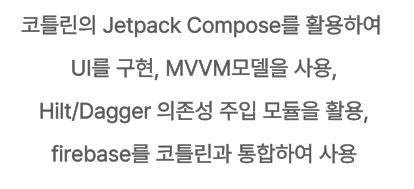 코틀린의 Jetpack Compose를 활용하여
UI를 구현, MVVM모델을 사용,
Hilt/Dagger 의존성 주입 모듈을 활용,
firebase를 코틀린과 통합하여 사용